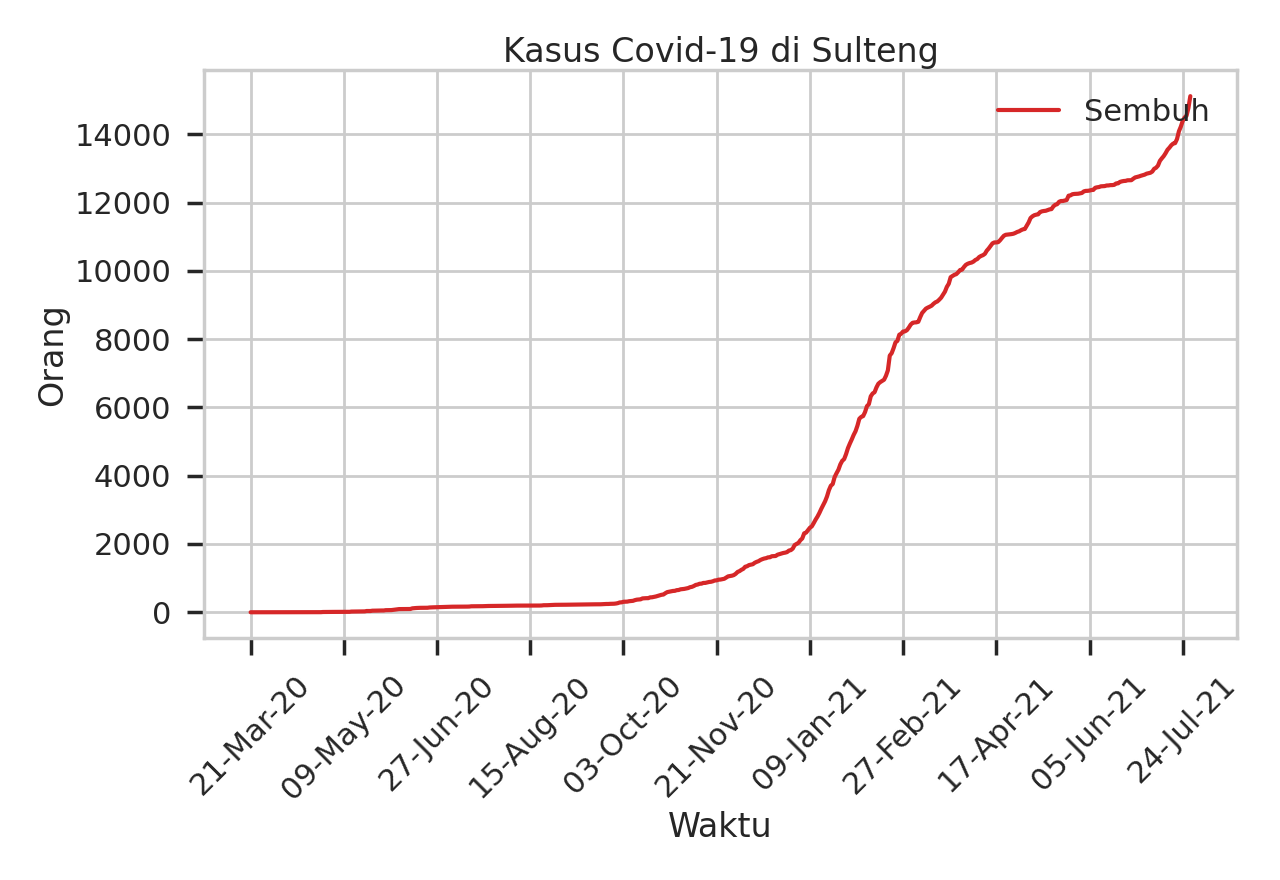 Kasus Covid-19 di Sulteng
Sembuh
14000
12000
10000
8000
6000
4000
2000
0
Orang
21-Mar-20
09-May-20
27-Jun-20
15-Aug-20
03-Oct-20
21-Nov-20
09-Jan-21
27-Feb-21
17-Apr-21
05-Jun-21
24-Jul-21
Waktu